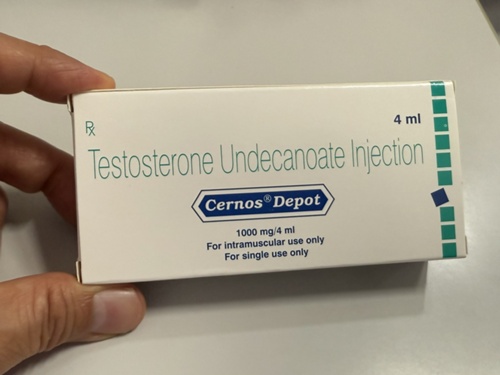 ℞
4 ml
Testosterone Undecanoate Injection
Cernos® Depot
1000 mg/4 ml
For intramuscular use only
For single use only